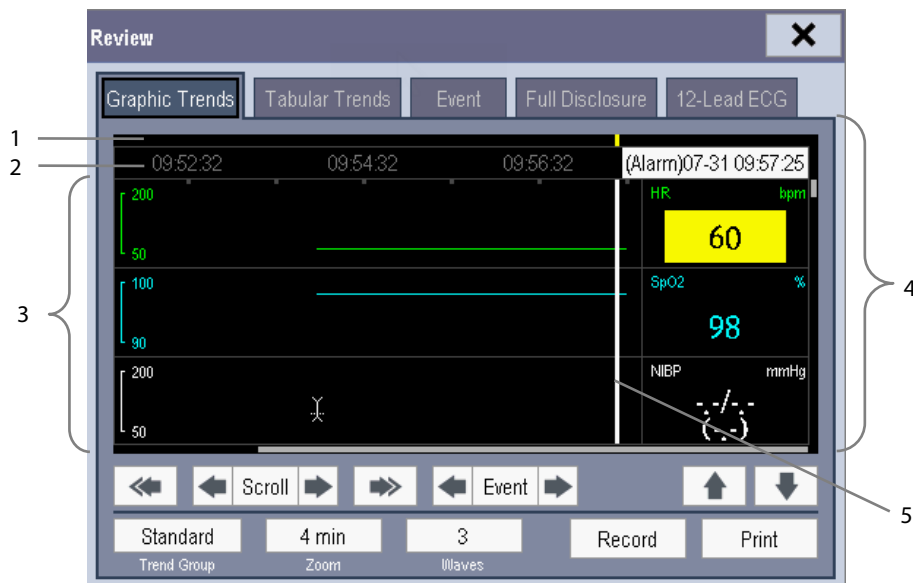 Review
Graphic Trends Tabular Trends Event Full Disclosure 12-Lead ECG
1
2 09:52:32 09:54:32 09:56:32 (Alarm)07-31 09:57:25
200 HR bpm
60
50
100 SpO2 %
3 4
98
90
200 NIBP mmHg
--/--
(--)
50
Scroll Event
5
Standard 4 min 3 Record Print
Trend Group Zoom Waves